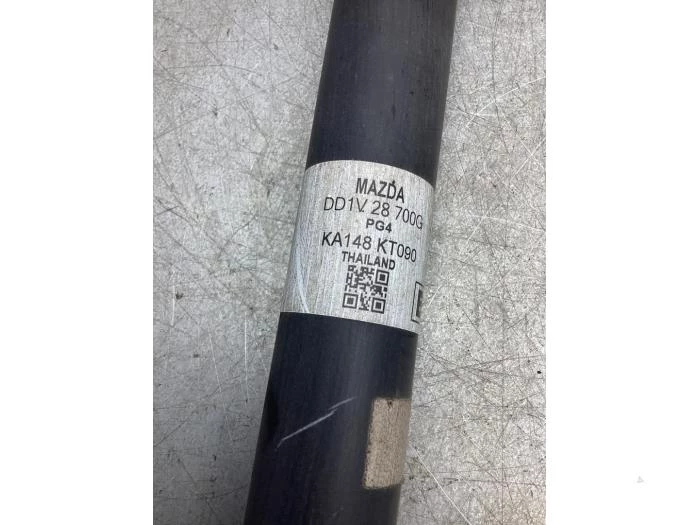 MAZDA
DD1V 28 700G
PG4
KA148 KT090
THAILAND